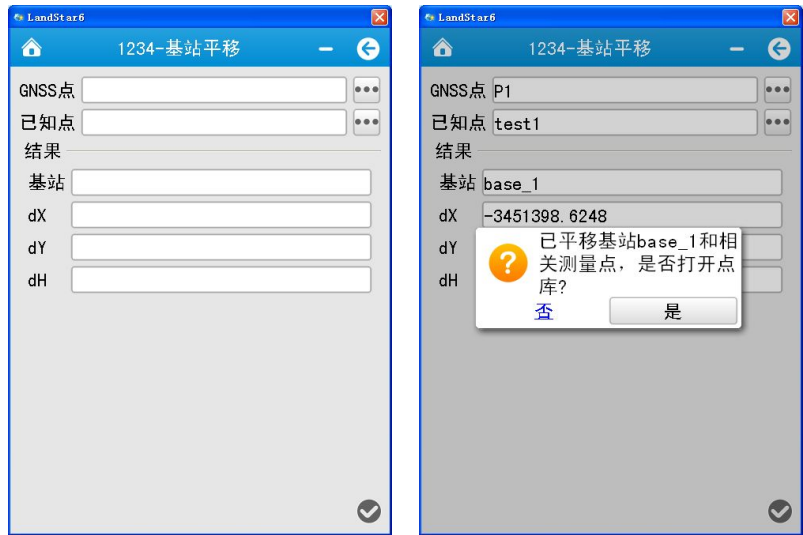 LandStar6
1234-基站平移
GNSS点
已知点
结果
基站
dX
dY
dH
LandStar6
1234-基站平移
GNSS点 P1
已知点 test1
结果
基站 base_1
dX -3451398.6248
dY
dH
已平移基站base_1和相
关测量点，是否打开点
库?
否 是